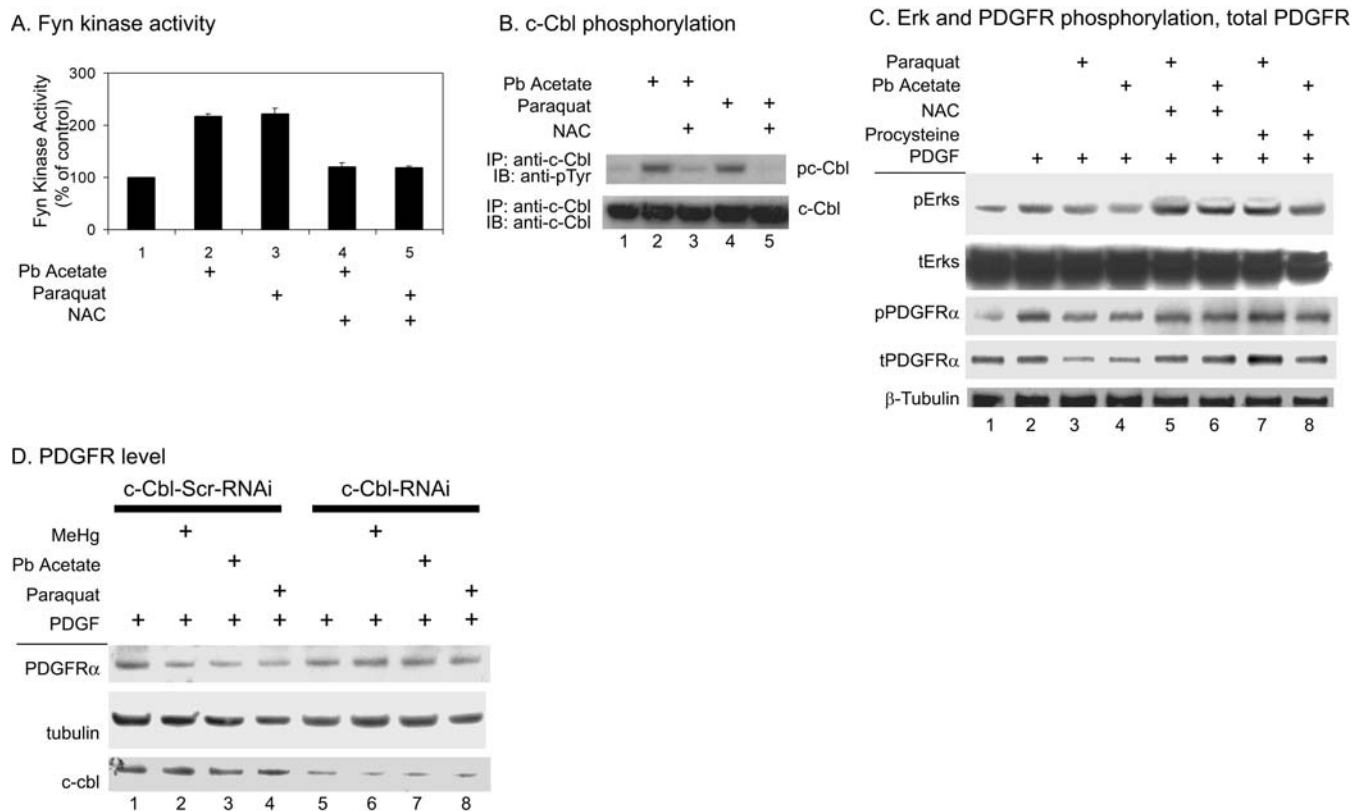 A. Fyn kinase activity
Fyn Kinase Activity
(% of control)
300
200
100
0
1 2 3 4 5
Pb Acetate + +
Paraquat + +
NAC + +
B. c-Cbl phosphorylation
Pb Acetate + +
Paraquat + +
NAC + +
IP: anti-c-Cbl
IB: anti-pTyr
pc-Cbl
IP: anti-c-Cbl
IB: anti-c-Cbl
c-Cbl
1 2 3 4 5
C. Erk and PDGFR phosphorylation, total PDGFR
Paraquat + + +
Pb Acetate + + +
NAC + +
Procysteine + +
PDGF + + + + + + +
pErks
tErks
pPDGFRα
tPDGFRα
β-Tubulin
1 2 3 4 5 6 7 8
D. PDGFR level
c-Cbl-Scr-RNAi c-Cbl-RNAi
MeHg + +
Pb Acetate + +
Paraquat + +
PDGF + + + + + + + +
PDGFRα
tubulin
c-cbl
1 2 3 4 5 6 7 8